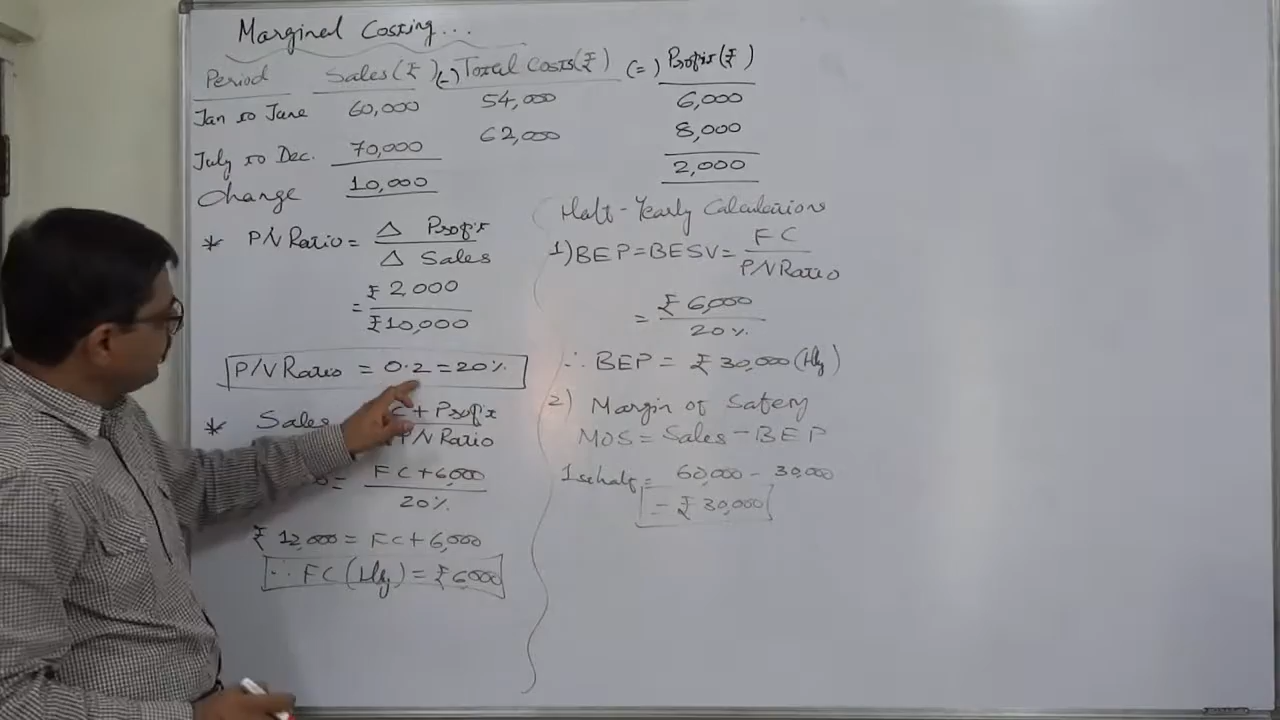 Marginal Costing...
Period Sales(₹) (-) Total Costs(₹) (=) Profit(₹)
Jan to June 60,000 54,000 6,000
July to Dec. 70,000 62,000 8,000
Change 10,000 2,000
* P/V Ratio = Δ Profit / Δ Sales
= ₹ 2,000 / ₹10,000
P/V Ratio = 0.2 = 20%
* Sales + Profit / P/V Ratio
= FC + 6,000 / 20%
₹ 12,000 = FC + 6,000
∴ FC (Hly) = ₹6000
Half-Yearly Calculations
1) BEP = BESV = FC / P/V Ratio
= ₹ 6,000 / 20%
∴ BEP = ₹ 30,000 (Hly)
2) Margin of Safety
MOS = Sales - BEP
1st half = 60,000 - 30,000
= ₹ 30,000